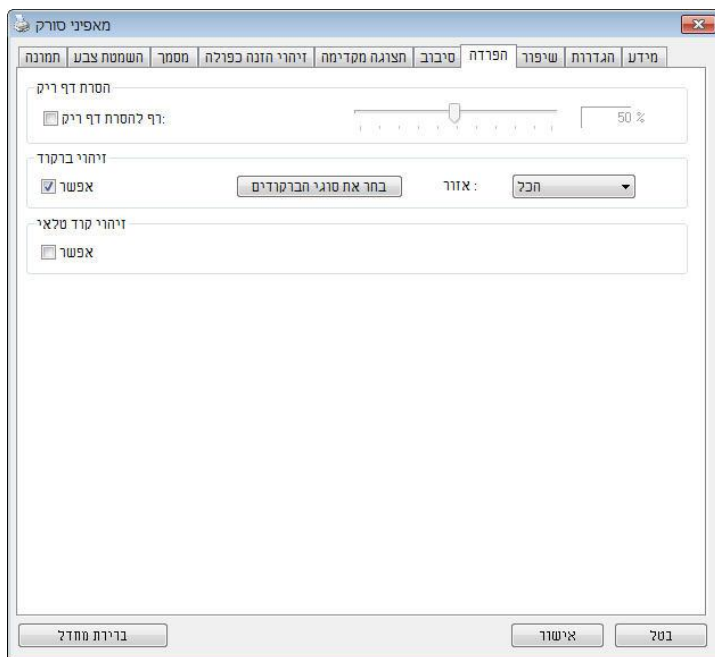 מאפיני סורק
תמונה השמטת צבע מסמך זיהוי הזנה כפולה תצוגה מקדימה סיבוב הפרדה שיפור הגדרות מידע
הסרת דף ריק
רף להסרת דף ריק:
50 %
זיהוי ברקוד
אפשר
בחר את סוגי הברקודים
אזור :
הכל
זיהוי קוד טלאי
אפשר
ברירת מחדל
אישור
בטל